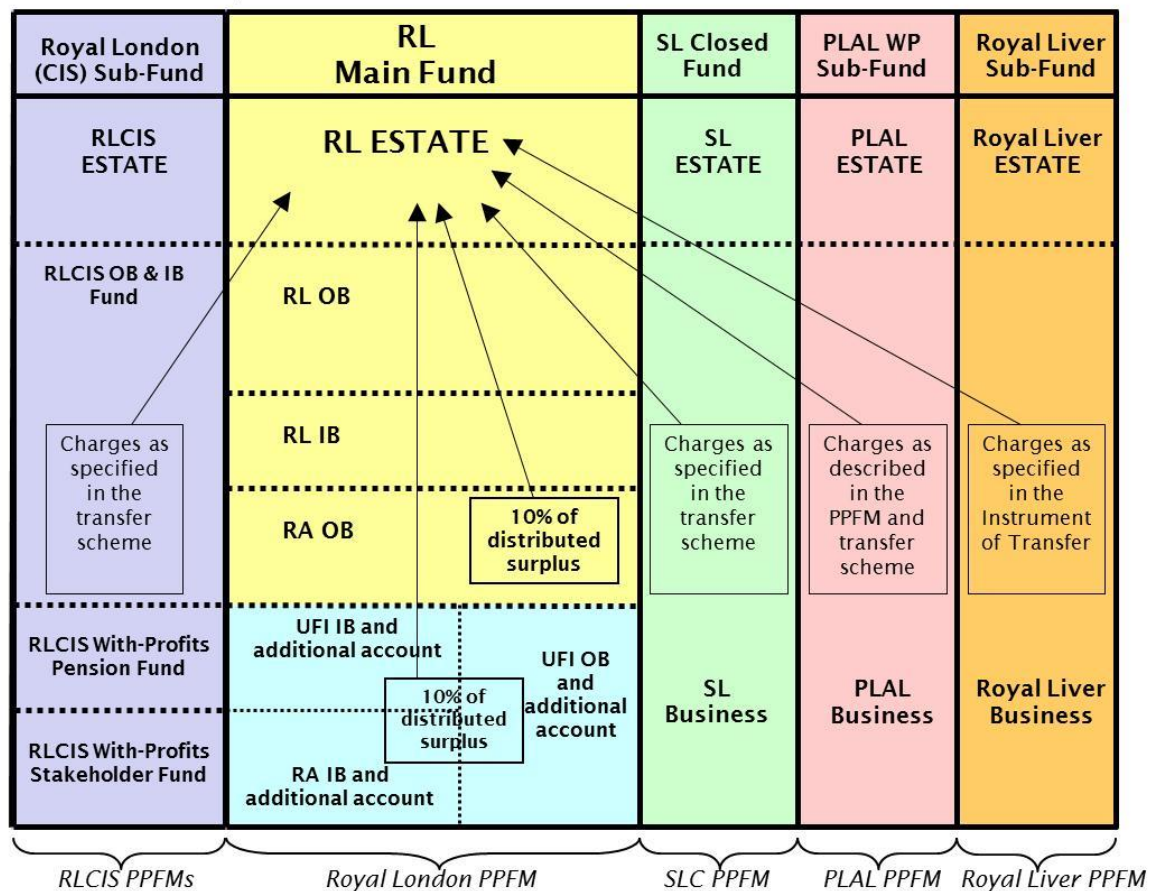 Royal London
(CIS) Sub-Fund
RL
Main Fund
SL Closed
Fund
PLAL WP
Sub-Fund
Royal Liver
Sub-Fund
RLCIS
ESTATE
RL ESTATE
SL
ESTATE
PLAL
ESTATE
Royal Liver
ESTATE
RLCIS OB & IB
Fund
RL OB
RL IB
RA OB
Charges as
specified
in the
transfer
scheme
10% of
distributed
surplus
Charges as
specified
in the
transfer
scheme
Charges as
described
in the
PPFM and
transfer
scheme
Charges as
specified
in the
Instrument
of Transfer
RLCIS With-Profits
Pension Fund
RLCIS With-Profits
Stakeholder Fund
UFI IB and
additional account
UFI OB
and
additional
account
10% of
distributed
surplus
RA IB and
additional account
SL
Business
PLAL
Business
Royal Liver
Business
RLCIS PPFMs
Royal London PPFM
SLC PPFM
PLAL PPFM
Royal Liver PPFM